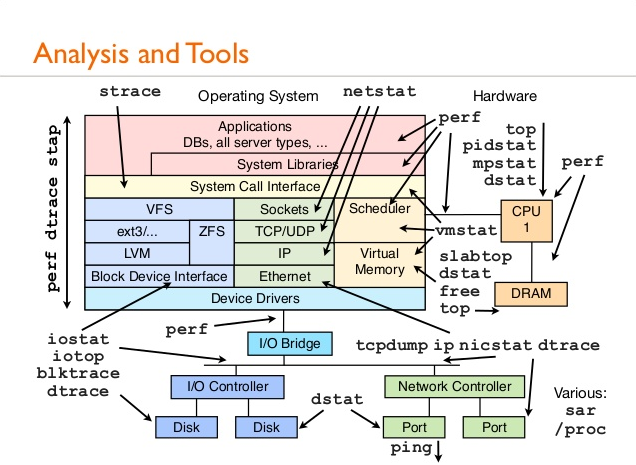 Analysis and Tools
strace
Operating System
netstat
Hardware
perf dtrace stap
Applications
DBs, all server types, ...
System Libraries
System Call Interface
VFS
Sockets
Scheduler
ext3/...
ZFS
TCP/UDP
LVM
IP
Virtual
Memory
Block Device Interface
Ethernet
Device Drivers
perf
top
pidstat
mpstat
dstat
perf
CPU
1
vmstat
slabtop
dstat
free
top
DRAM
perf
I/O Bridge
iostat
iotop
blktrace
dtrace
tcpdump ip nicstat dtrace
I/O Controller
Network Controller
Disk
Disk
dstat
Port
Port
ping
Various:
sar
/proc